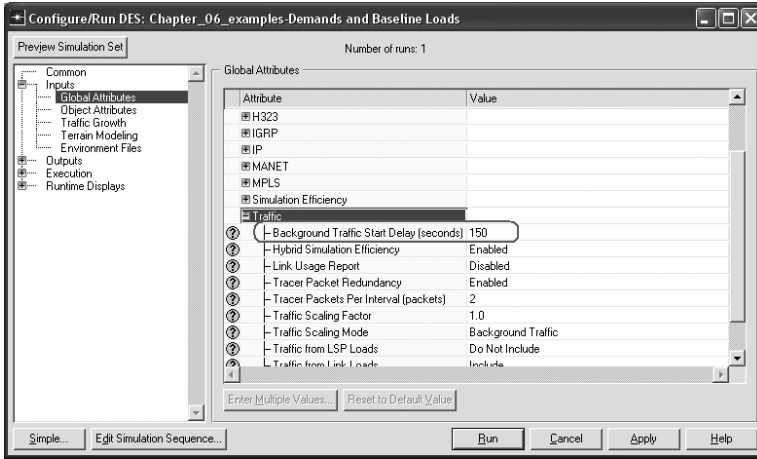 Configure/Run DES: Chapter_06_examples-Demands and Baseline Loads
Preview Simulation Set
Number of runs: 1
Common
Inputs
Global Attributes
Object Attributes
Traffic Growth
Terrain Modeling
Environment Files
Outputs
Execution
Runtime Displays
Global Attributes
Attribute Value
H323
IGRP
IP
MANET
MPLS
Simulation Efficiency
Traffic
Background Traffic Start Delay (seconds) 150
Hybrid Simulation Efficiency Enabled
Link Usage Report Disabled
Tracer Packet Redundancy Enabled
Tracer Packets Per Interval (packets) 2
Traffic Scaling Factor 1.0
Traffic Scaling Mode Background Traffic
Traffic from LSP Loads Do Not Include
Traffic from Link Loads Include
Enter Multiple Values... Reset to Default Value
Simple... Edit Simulation Sequence... Run Cancel Apply Help